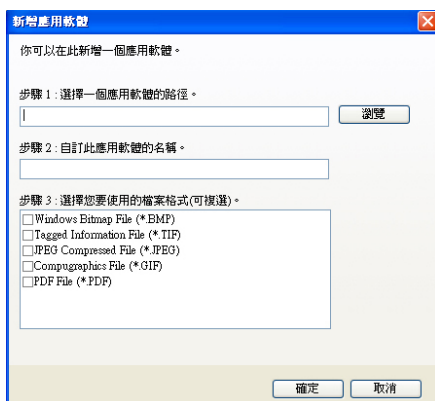 新增應用軟體
你可以在此新增一個應用軟體。
步驟 1 : 選擇一個應用軟體的路徑。
瀏覽
步驟 2 : 自訂此應用軟體的名稱。
步驟 3 : 選擇您要使用的檔案格式(可複選)。
Windows Bitmap File (*.BMP)
Tagged Information File (*.TIF)
JPEG Compressed File (*.JPEG)
Compugraphics File (*.GIF)
PDF File (*.PDF)
確定 取消